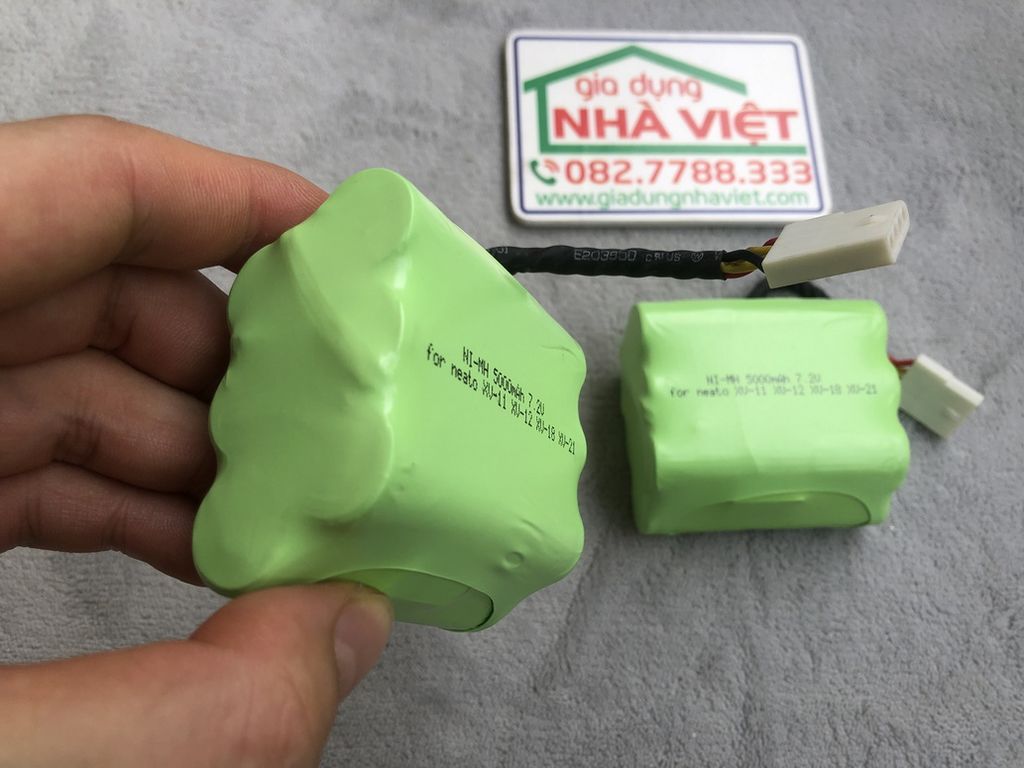 gia dụng
NHÀ VIỆT
082.7788.333
www.giadungnhaviet.com
E203950
NI-MH 5000mAh 7.2V
for neato XV-11 XV-12 XV-18 XV-21
NI-MH 5000mAh 7.2V
for neato XV-11 XV-12 XV-18 XV-21